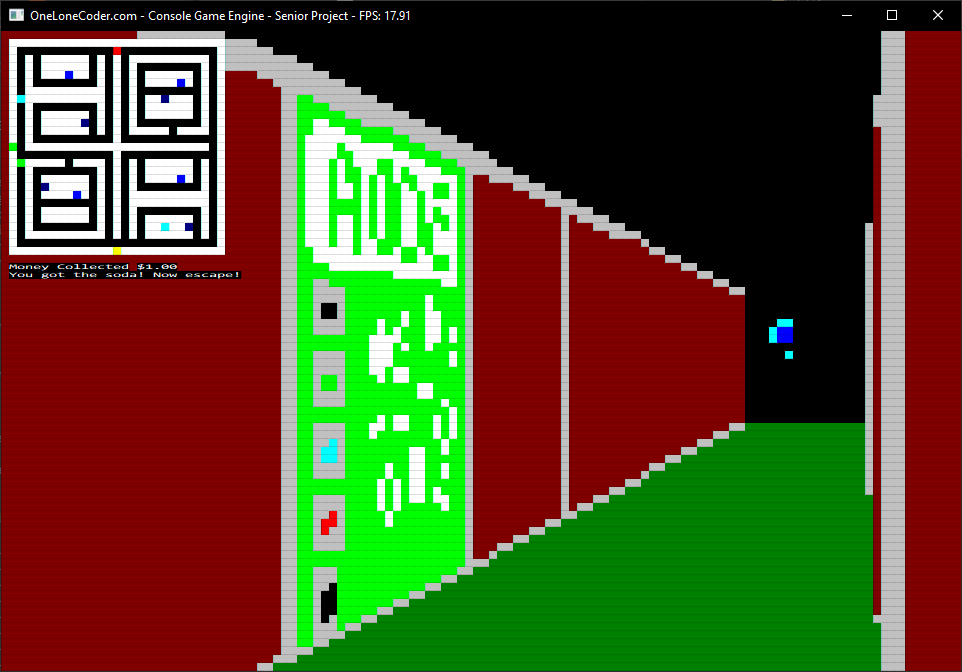 OneLoneCoder.com - Console Game Engine - Senior Project - FPS: 17.91
Money Collected $1.00
You got the soda! Now escape!